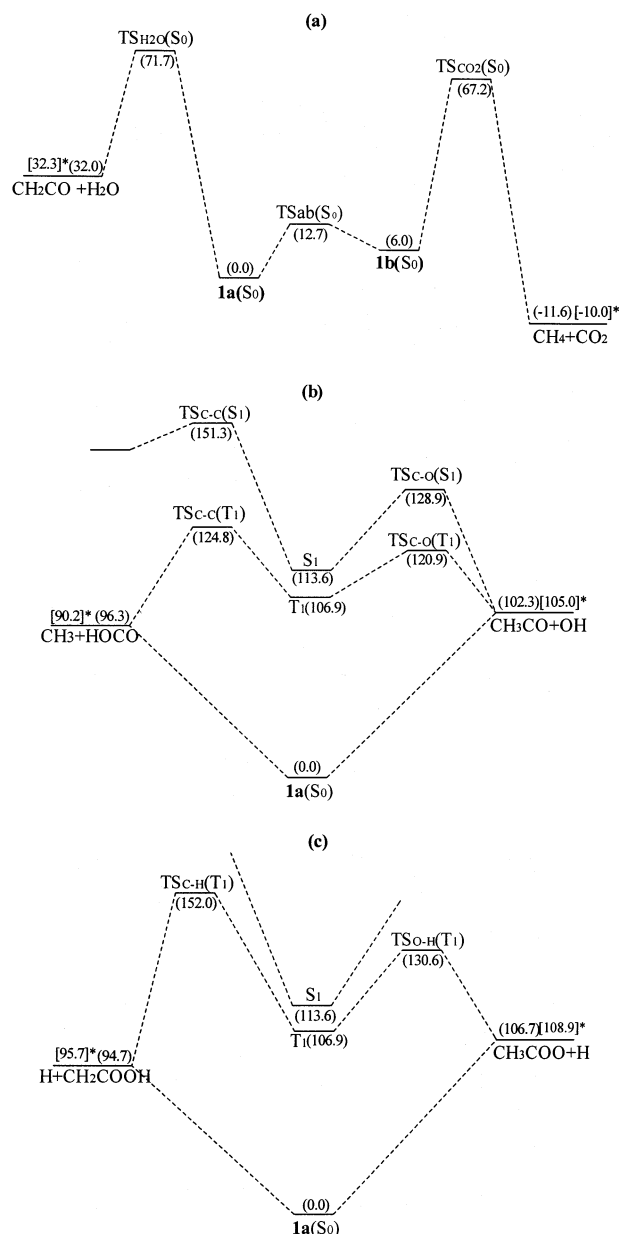 (a)
TSH2O(S0)
(71.7)
TSCO2(S0)
(67.2)
[32.3]* (32.0)
CH2CO +H2O
TSab(S0)
(12.7)
(6.0)
1b(S0)
(0.0)
1a(S0)
(-11.6) [-10.0]*
CH4+CO2
(b)
TSC-C(S1)
(151.3)
TSC-O(S1)
(128.9)
TSC-C(T1)
(124.8)
TSC-O(T1)
(120.9)
S1
(113.6)
T1(106.9)
[90.2]* (96.3)
CH3+HOCO
(102.3)[105.0]*
CH3CO+OH
(0.0)
1a(S0)
(c)
TSC-H(T1)
(152.0)
TSO-H(T1)
(130.6)
S1
(113.6)
T1(106.9)
(106.7)[108.9]*
CH3COO+H
[95.7]* (94.7)
H+CH2COOH
(0.0)
1a(S0)